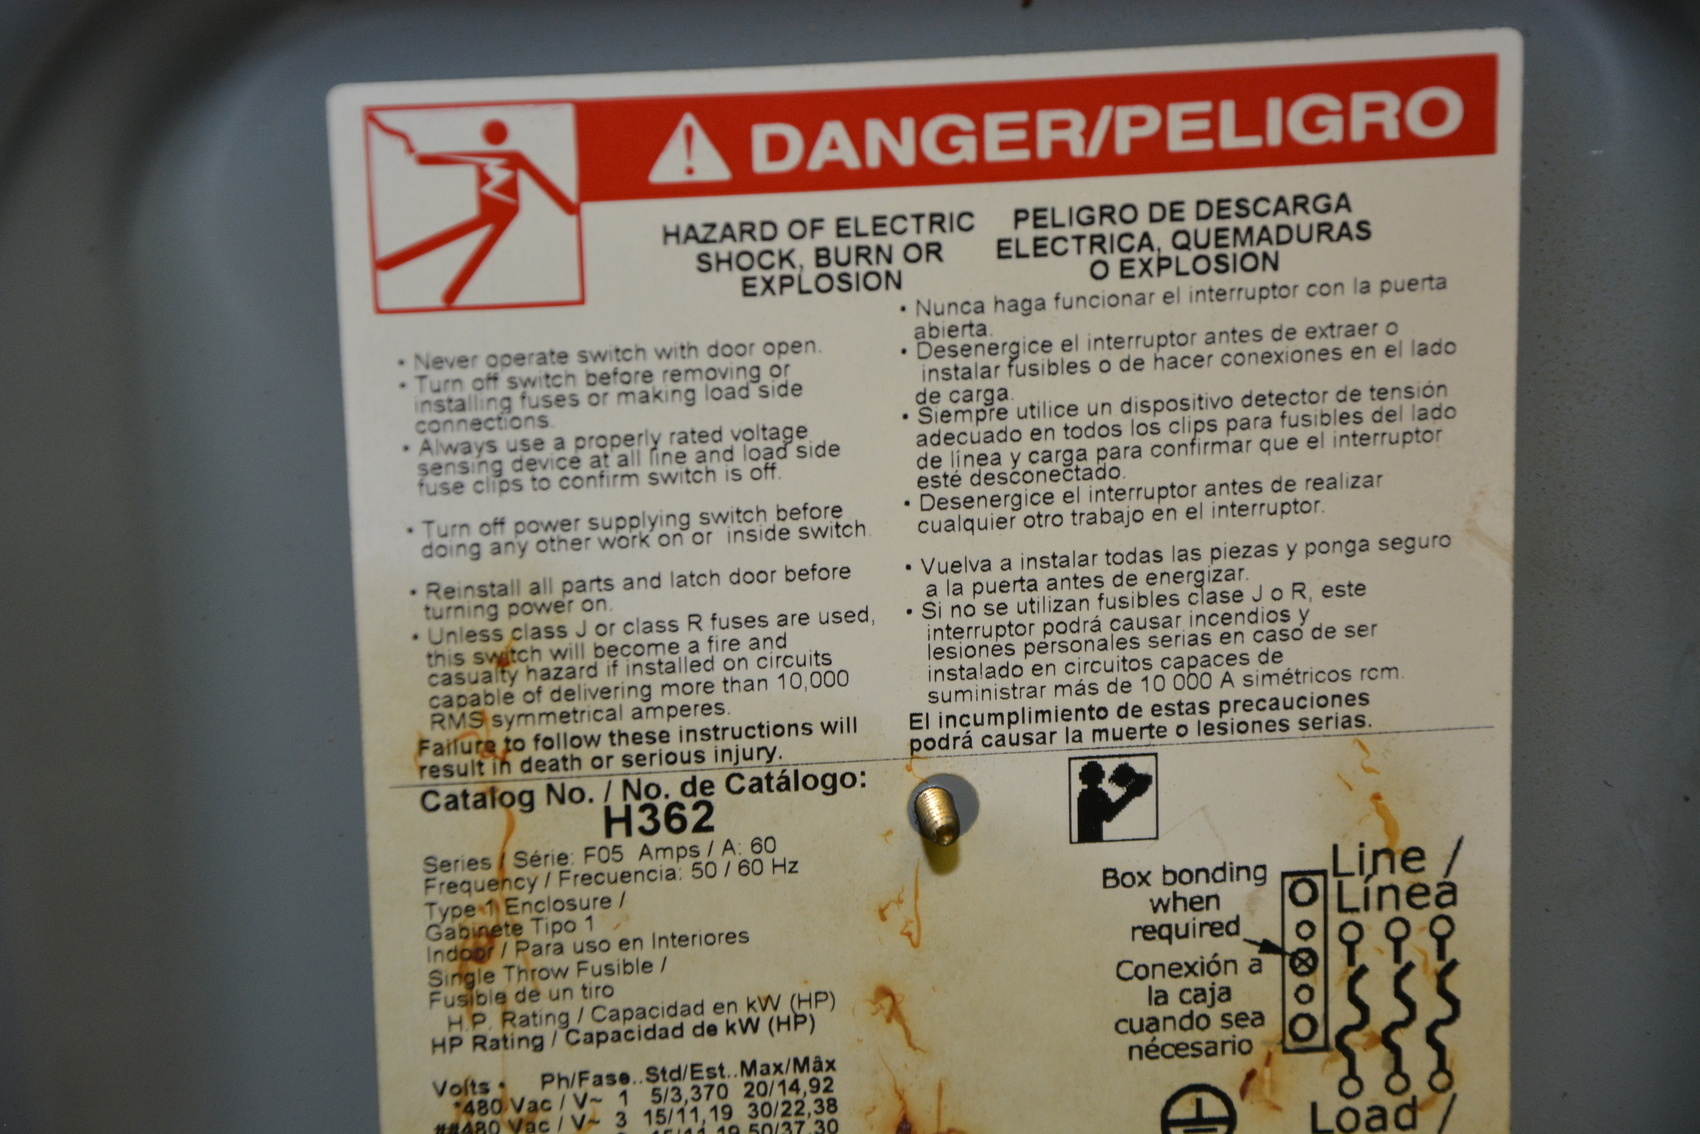 DANGER/PELIGRO
HAZARD OF ELECTRIC
SHOCK, BURN OR
EXPLOSION
• Never operate switch with door open.
• Turn off switch before removing or
installing fuses or making load side
connections.
• Always use a properly rated voltage
sensing device at all line and load side
fuse clips to confirm switch is off.
• Turn off power supplying switch before
doing any other work on or inside switch.
• Reinstall all parts and latch door before
turning power on.
• Unless class J or class R fuses are used,
this switch will become a fire and
casualty hazard if installed on circuits
capable of delivering more than 10,000
RMS symmetrical amperes.
Failure to follow these instructions will
result in death or serious injury.
PELIGRO DE DESCARGA
ELECTRICA, QUEMADURAS
O EXPLOSION
• Nunca haga funcionar el interruptor con la puerta
abierta.
• Desenergice el interruptor antes de extraer o
instalar fusibles o de hacer conexiones en el lado
de carga.
• Siempre utilice un dispositivo detector de tensión
adecuado en todos los clips para fusibles del lado
de línea y carga para confirmar que el interruptor
esté desconectado.
• Desenergice el interruptor antes de realizar
cualquier otro trabajo en el interruptor.
• Vuelva a instalar todas las piezas y ponga seguro
a la puerta antes de energizar.
• Si no se utilizan fusibles clase J o R, este
interruptor podrá causar incendios y
lesiones personales serias en caso de ser
instalado en circuitos capaces de
suministrar más de 10 000 A simétricos rcm.
El incumplimiento de estas precauciones
podrá causar la muerte o lesiones serias.
Catalog No. / No. de Catálogo:
H362
Series / Série: F05 Amps / A: 60
Frequency / Frecuencia: 50 / 60 Hz
Type 1 Enclosure /
Gabinete Tipo 1
Indoor / Para uso en Interiores
Single Throw Fusible /
Fusible de un tiro
H.P. Rating / Capacidad en kW (HP)
HP Rating / Capacidad de kW (HP)
Volts • Ph/Fase..Std/Est..Max/Mâx
*480 Vac / V~ 1 5/3,370 20/14,92
##480 Vac / V~ 3 15/11,19 30/22,38
15/11,19 50/37,30
Box bonding
when
required
Conexión a
la caja
cuando sea
nécesario
Line /
Línea
Load /